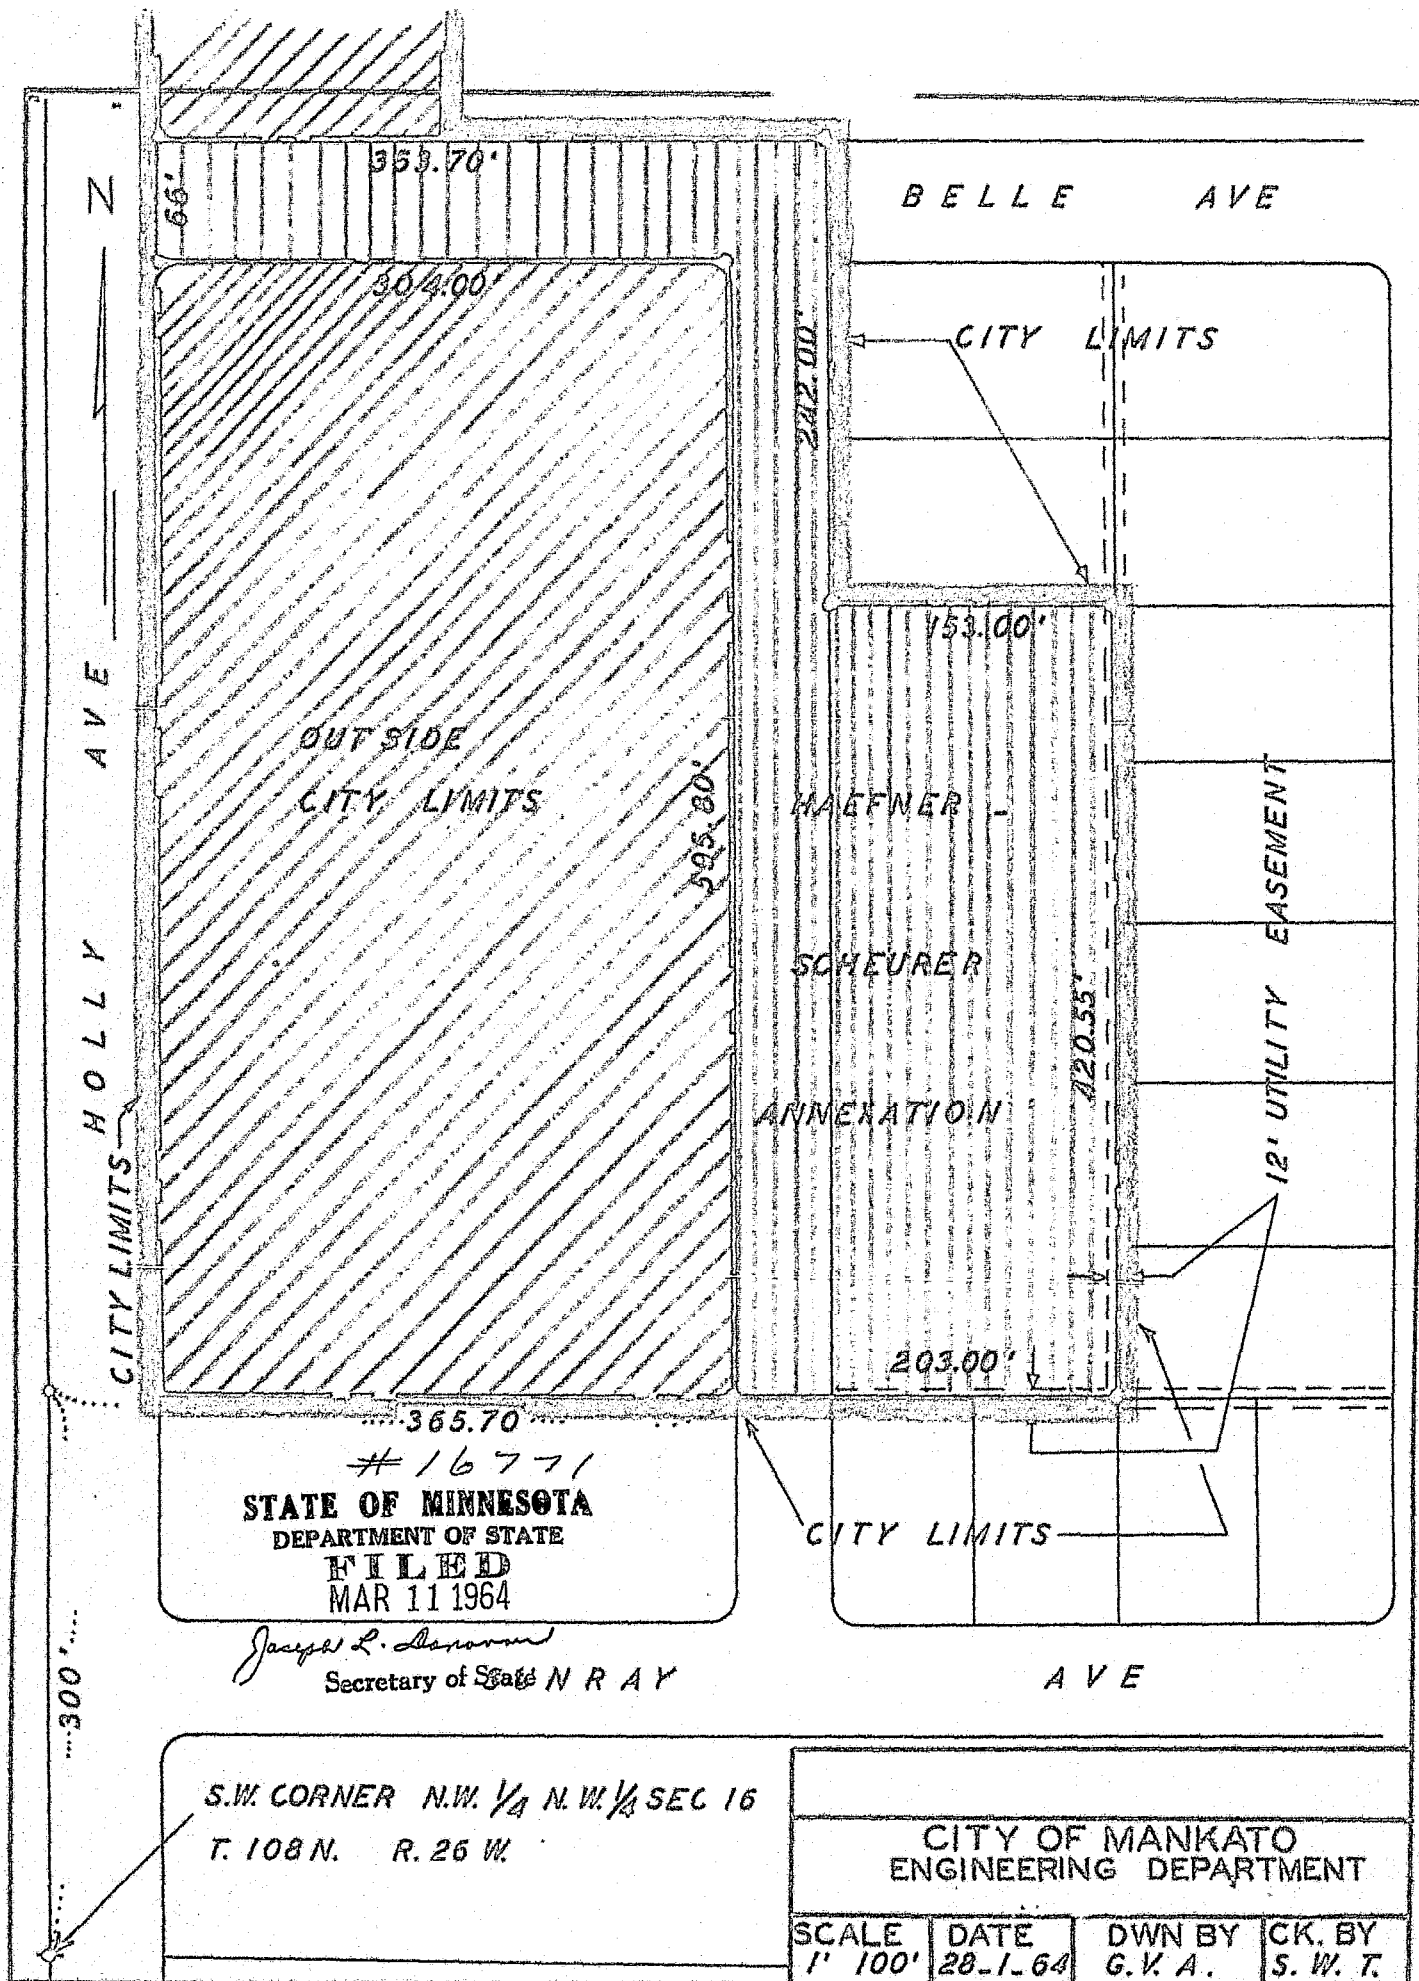 N
363.70'
66'
BELLE AVE
304.00'
242.00'
CITY LIMITS
153.00'
HOLLY AVE
OUTSIDE
CITY LIMITS
595.80'
HAEFNER -
SCHEURER
ANNEXATION
420.55'
12' UTILITY EASEMENT
CITY LIMITS
203.00'
365.70
# 16771
STATE OF MINNESOTA
DEPARTMENT OF STATE
FILED
MAR 11 1964
CITY LIMITS
Joseph L. Donovan
Secretary of State
NRAY AVE
300'
S.W. CORNER N.W. 1/4 N.W. 1/4 SEC 16
T. 108 N. R. 26 W.
CITY OF MANKATO
ENGINEERING DEPARTMENT
SCALE DATE DWN BY CK. BY
1' 100' 28-1-64 G.V.A. S.W.T.